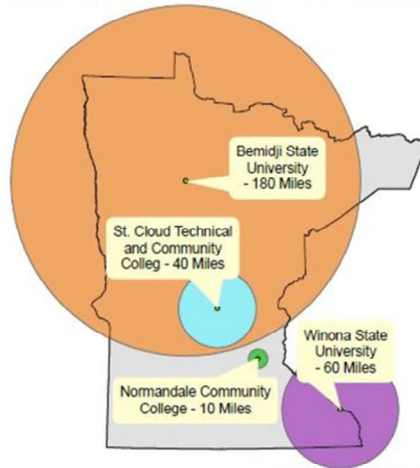 Bemidji State
University
- 180 Miles
St. Cloud Technical
and Community
Colleg - 40 Miles
Winona State
University
- 60 Miles
Normandale Community
College - 10 Miles